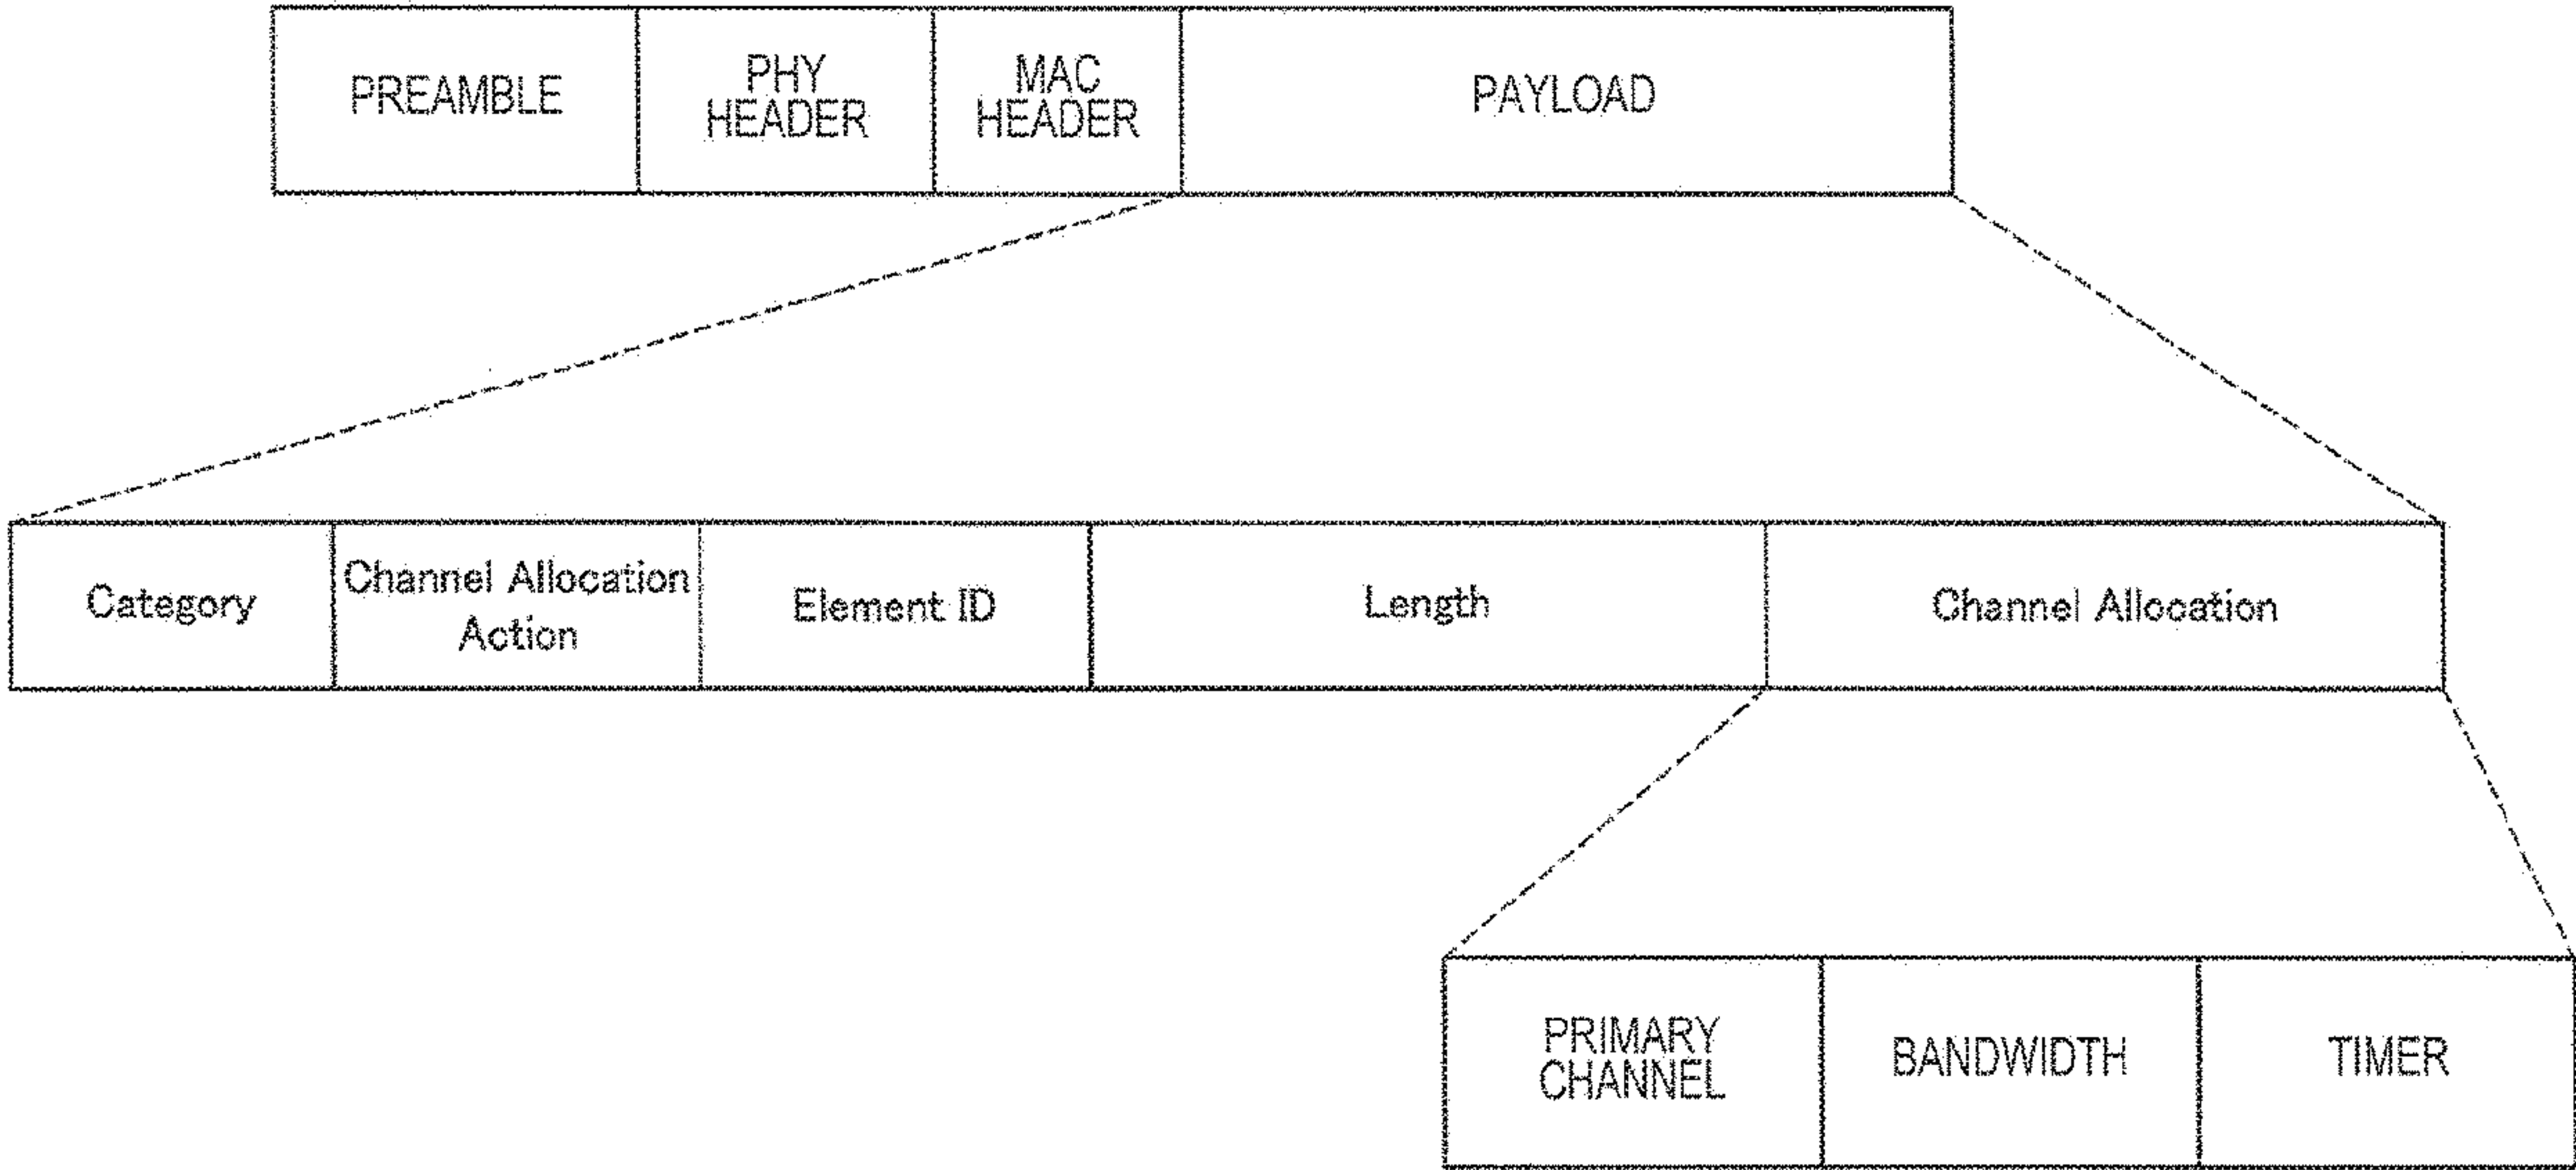 PREAMBLE
PHY
HEADER
MAC
HEADER
PAYLOAD
Category
Channel Allocation
Action
Element ID
Length
Channel Allocation
PRIMARY
CHANNEL
BANDWIDTH
TIMER